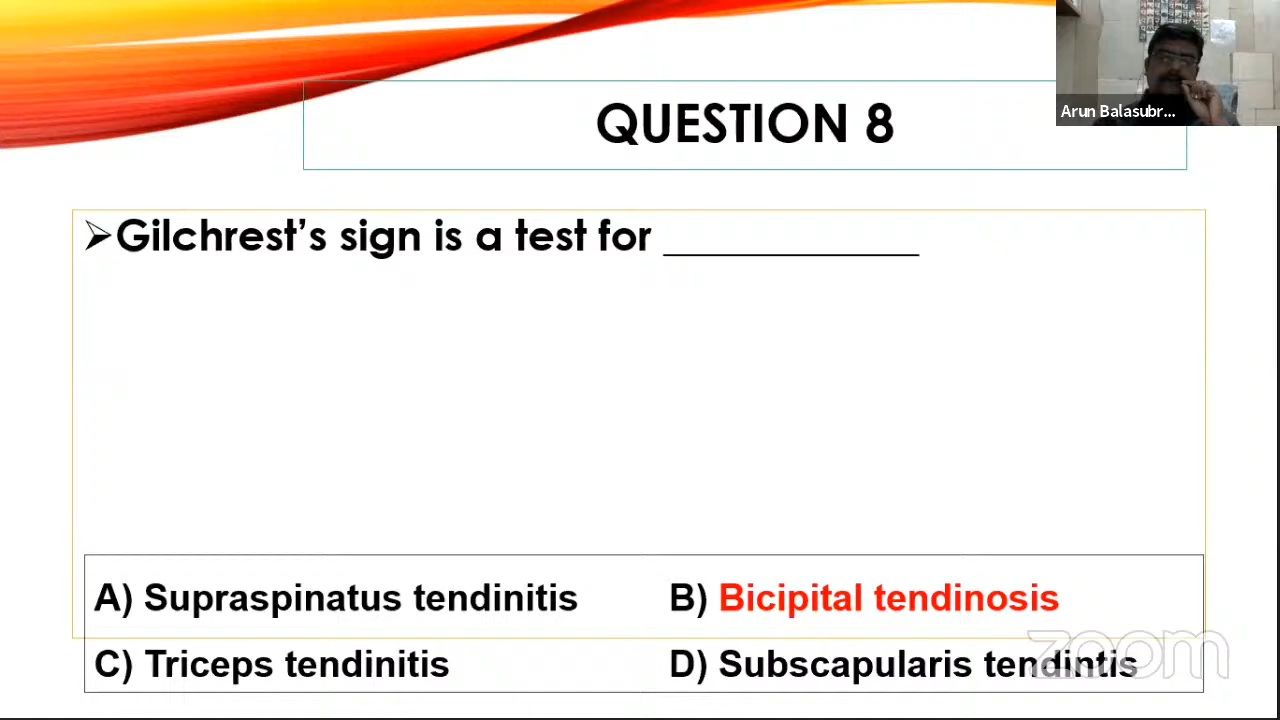 Arun Balasubr...
QUESTION 8
➢Gilchrest’s sign is a test for ____________
A) Supraspinatus tendinitis B) Bicipital tendinosis
C) Triceps tendinitis D) Subscapularis tendintis
zoom